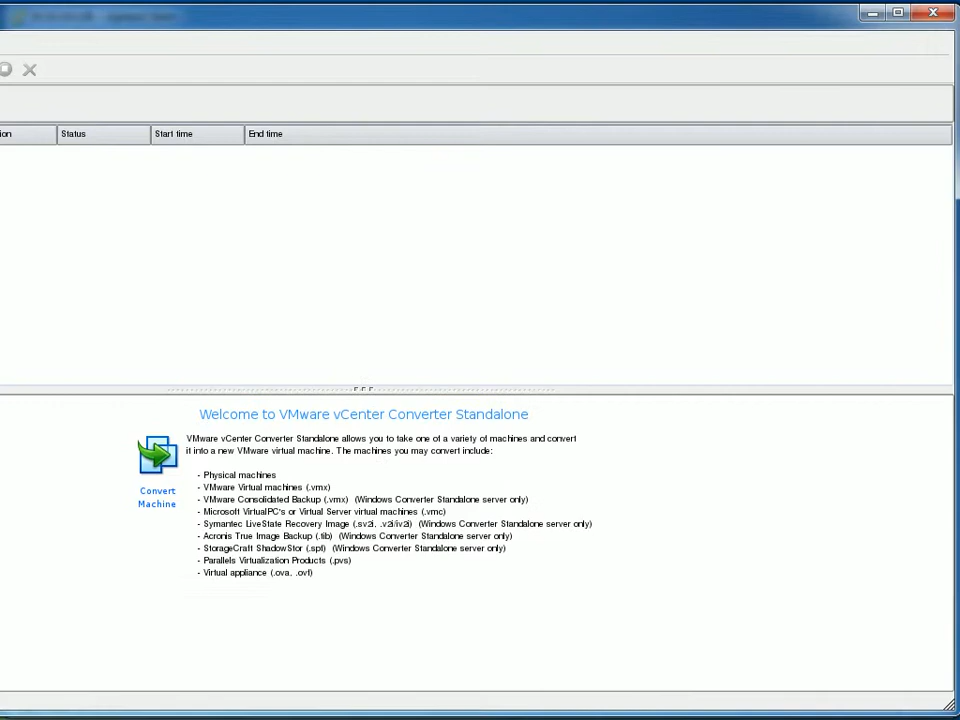 ion Status Start time End time
Welcome to VMware vCenter Converter Standalone
VMware vCenter Converter Standalone allows you to take one of a variety of machines and convert
it into a new VMware virtual machine. The machines you may convert include:
- Physical machines
- VMware Virtual machines (.vmx)
- VMware Consolidated Backup (.vmx) (Windows Converter Standalone server only)
- Microsoft VirtualPC's or Virtual Server virtual machines (.vmc)
- Symantec LiveState Recovery Image (.sv2i, .v2i/iv2i) (Windows Converter Standalone server only)
- Acronis True Image Backup (.tib) (Windows Converter Standalone server only)
- StorageCraft ShadowStor (.spf) (Windows Converter Standalone server only)
- Parallels Virtualization Products (.pvs)
- Virtual appliance (.ova, .ovf)
Convert
Machine